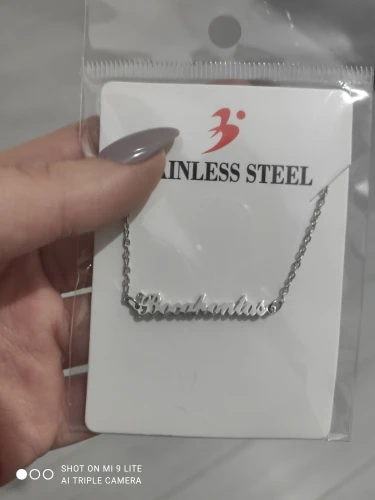 AINLESS STEEL
SHOT ON MI 9 LITE
AI TRIPLE CAMERA